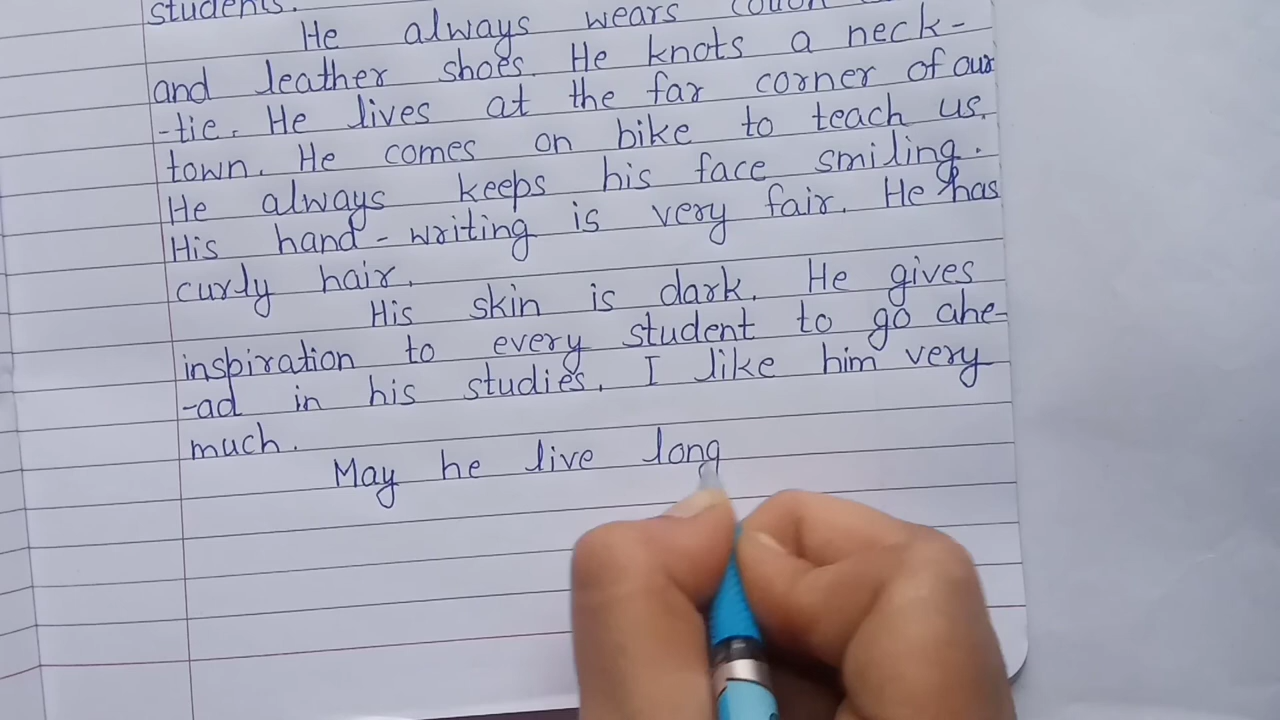 students.
He always wears
and leather shoes. He knots a neck-
-tie. He lives at the far corner of our
town. He comes on bike to teach us.
He always keeps his face smiling.
His hand-writing is very fair. He has
curly hair.
His skin is dark. He gives
inspiration to every student to go ahe-
-ad in his studies. I like him very
much.
May he live long